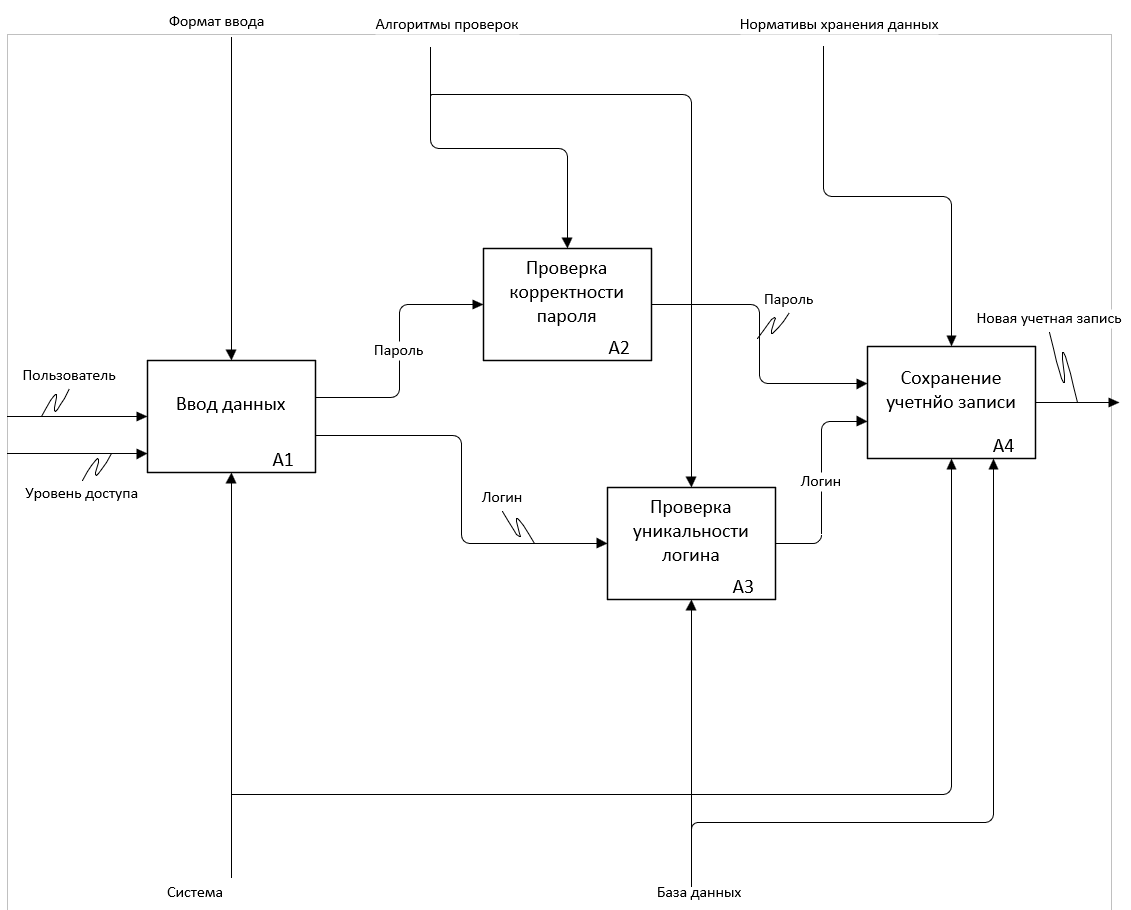 Формат ввода
Алгоритмы проверок
Нормативы хранения данных
Проверка
корректности
пароля
A2
Пароль
Новая учетная запись
Пользователь
Пароль
Ввод данных
A1
Сохранение
учетнйо записи
A4
Уровень доступа
Логин
Логин
Проверка
уникальности
логина
A3
Система
База данных